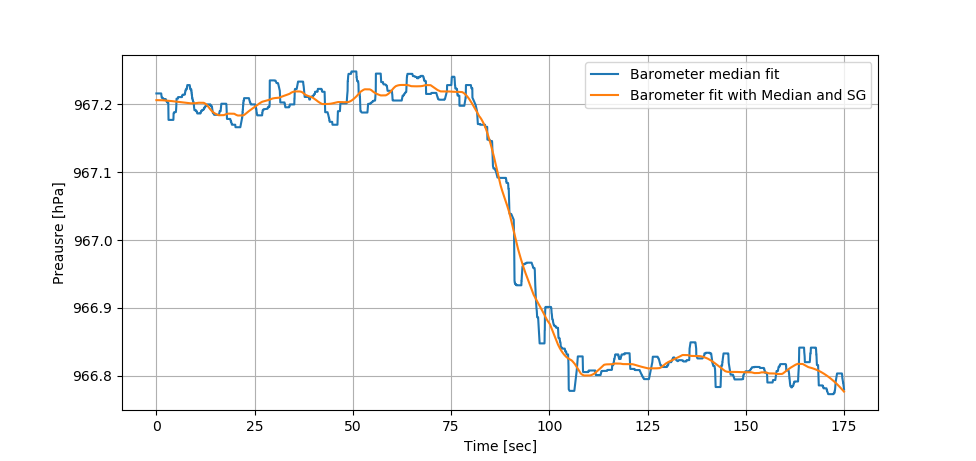 Barometer median fit
Barometer fit with Median and SG
967.2
967.1
967.0
966.9
966.8
Preausre [hPa]
0 25 50 75 100 125 150 175
Time [sec]